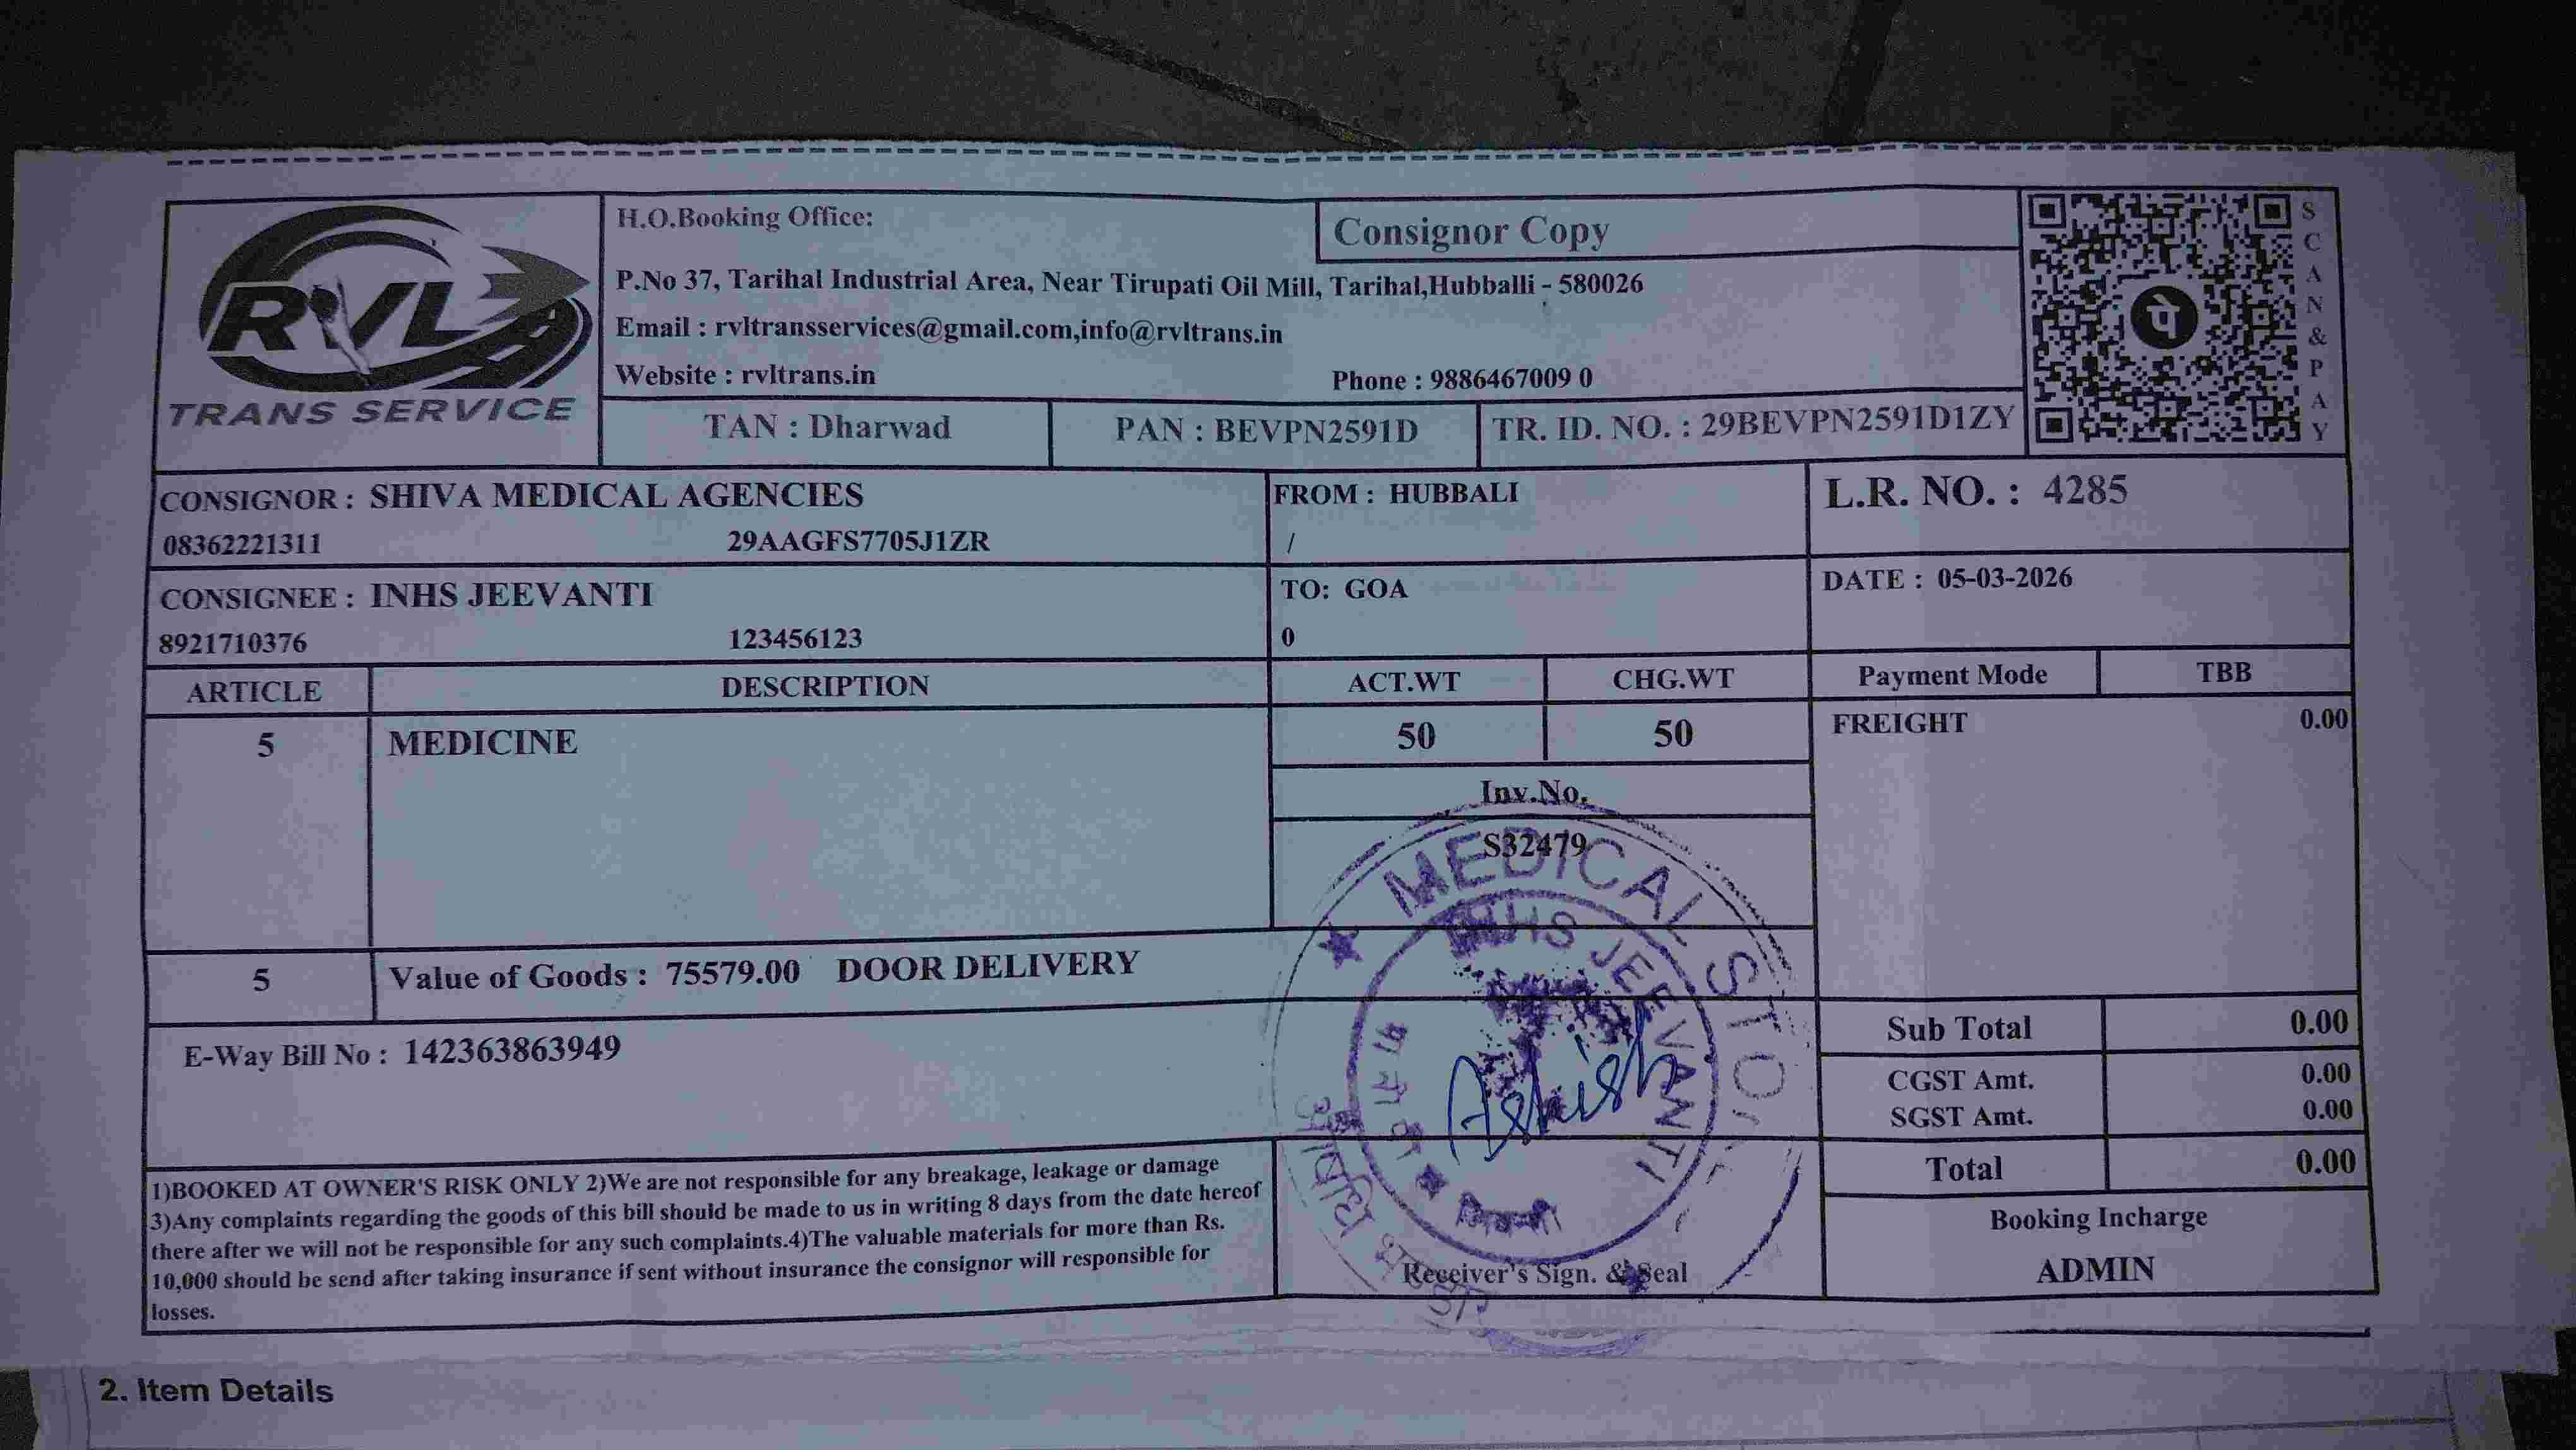 RVL
TRANS SERVICE
H.O.Booking Office:
Consignor Copy
P.No 37, Tarihal Industrial Area, Near Tirupati Oil Mill, Tarihal,Hubballi - 580026
Email : rvltransservices@gmail.com,info@rvltrans.in
Website : rvltrans.in Phone : 9886467009 0
TAN : Dharwad PAN : BEVPN2591D TR. ID. NO. : 29BEVPN2591D1ZY
SCAN&PAY
पे
CONSIGNOR : SHIVA MEDICAL AGENCIES
08362221311 29AAGFS7705J1ZR
FROM : HUBBALI
/
L.R. NO. : 4285
CONSIGNEE : INHS JEEVANTI
8921710376 123456123
TO: GOA
0
DATE : 05-03-2026
ARTICLE DESCRIPTION ACT.WT CHG.WT Payment Mode TBB
5 MEDICINE 50 50 FREIGHT 0.00
Inv.No.
S32479
5 Value of Goods : 75579.00 DOOR DELIVERY
E-Way Bill No : 142363863949
Sub Total 0.00
CGST Amt. 0.00
SGST Amt. 0.00
Total 0.00
Booking Incharge
ADMIN
MEDICAL
INHS JEEVANTI
Ashish
Receiver's Sign. & Seal
1)BOOKED AT OWNER'S RISK ONLY 2)We are not responsible for any breakage, leakage or damage
3)Any complaints regarding the goods of this bill should be made to us in writing 8 days from the date hereof
there after we will not be responsible for any such complaints.4)The valuable materials for more than Rs.
10,000 should be send after taking insurance if sent without insurance the consignor will responsible for
losses.
2. Item Details